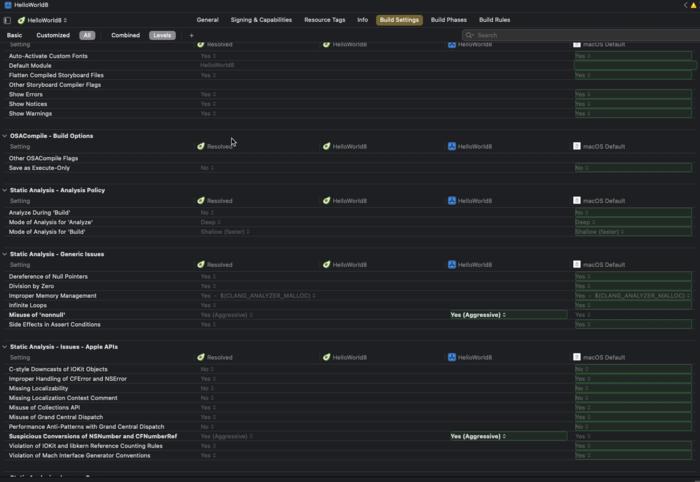 HelloWorld8
HelloWorld8 General Signing & Capabilities Resource Tags Info Build Settings Build Phases Build Rules
Basic Customized All Combined Levels + Search
Setting Resolved HelloWorld8 HelloWorld8 macOS Default
Auto-Activate Custom Fonts Yes Yes
Default Module HelloWorld8
Flatten Compiled Storyboard Files Yes Yes
Other Storyboard Compiler Flags
Show Errors Yes Yes
Show Notices Yes Yes
Show Warnings Yes Yes
OSACompile - Build Options
Setting Resolved HelloWorld8 HelloWorld8 macOS Default
Other OSACompile Flags
Save as Execute-Only No No
Static Analysis - Analysis Policy
Setting Resolved HelloWorld8 HelloWorld8 macOS Default
Analyze During 'Build' No No
Mode of Analysis for 'Analyze' Deep Deep
Mode of Analysis for 'Build' Shallow (faster) Shallow (faster)
Static Analysis - Generic Issues
Setting Resolved HelloWorld8 HelloWorld8 macOS Default
Dereference of Null Pointers Yes Yes
Division by Zero Yes Yes
Improper Memory Management Yes - $(CLANG_ANALYZER_MALLOC) Yes - $(CLANG_ANALYZER_MALLOC)
Infinite Loops Yes Yes
Misuse of 'nonnull' Yes (Aggressive) Yes (Aggressive) Yes
Side Effects in Assert Conditions Yes Yes
Static Analysis - Issues - Apple APIs
Setting Resolved HelloWorld8 HelloWorld8 macOS Default
C-style Downcasts of IOKit Objects No No
Improper Handling of CFError and NSError Yes Yes
Missing Localizability No No
Missing Localization Context Comment No No
Misuse of Collections API Yes Yes
Misuse of Grand Central Dispatch Yes Yes
Performance Anti-Patterns with Grand Central Dispatch No No
Suspicious Conversions of NSNumber and CFNumberRef Yes (Aggressive) Yes (Aggressive) Yes
Violation of IOKit and libkern Reference Counting Rules Yes Yes
Violation of Mach Interface Generator Conventions Yes Yes